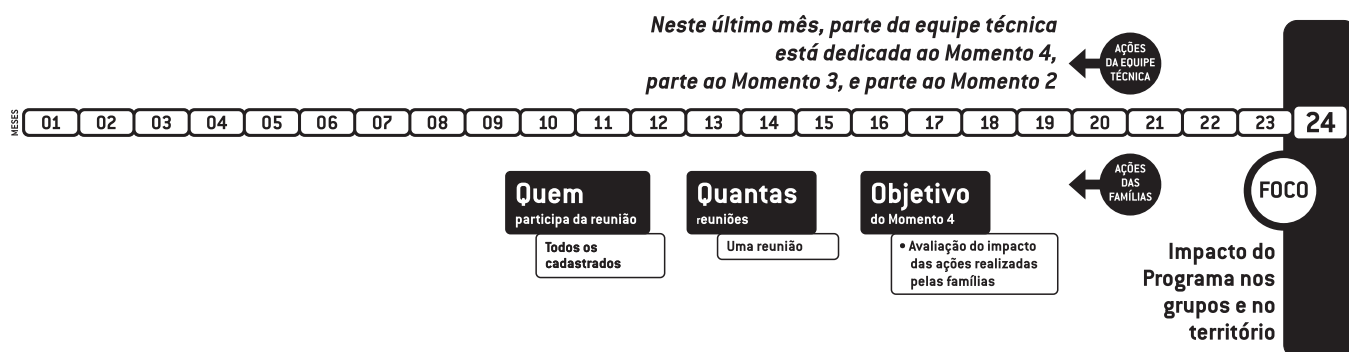 Neste último mês, parte da equipe técnica
está dedicada ao Momento 4,
parte ao Momento 3, e parte ao Momento 2
AÇÕES
DA EQUIPE
TÉCNICA
MESES
01 02 03 04 05 06 07 08 09 10 11 12 13 14 15 16 17 18 19 20 21 22 23 24
Quem
participa da reunião
Todos os
cadastrados
Quantas
reuniões
Uma reunião
Objetivo
do Momento 4
• Avaliação do impacto
das ações realizadas
pelas famílias
AÇÕES
DAS
FAMÍLIAS
FOCO
Impacto do
Programa nos
grupos e no
território